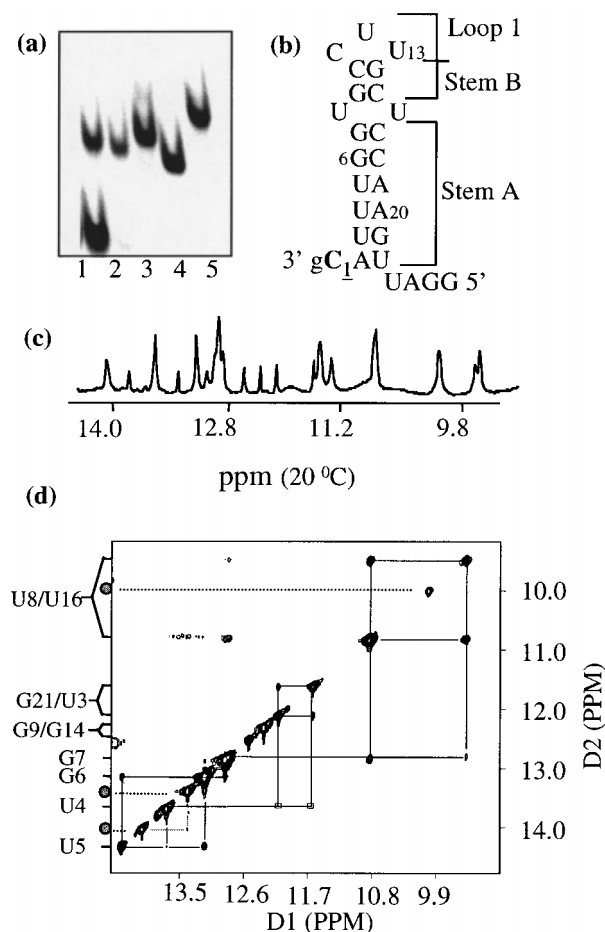 (a)
1 2 3 4 5
(b)
U
C U13
CG
GC
U U
GC
6GC
UA
UA20
UG
3' gC1AU
UAGG 5'
Loop 1
Stem B
Stem A
(c)
14.0 12.8 11.2 9.8
ppm (20 ⁰C)
(d)
U8/U16
G21/U3
G9/G14
G7
G6
U4
U5
10.0
11.0
12.0
13.0
14.0
D2 (PPM)
13.5 12.6 11.7 10.8 9.9
D1 (PPM)